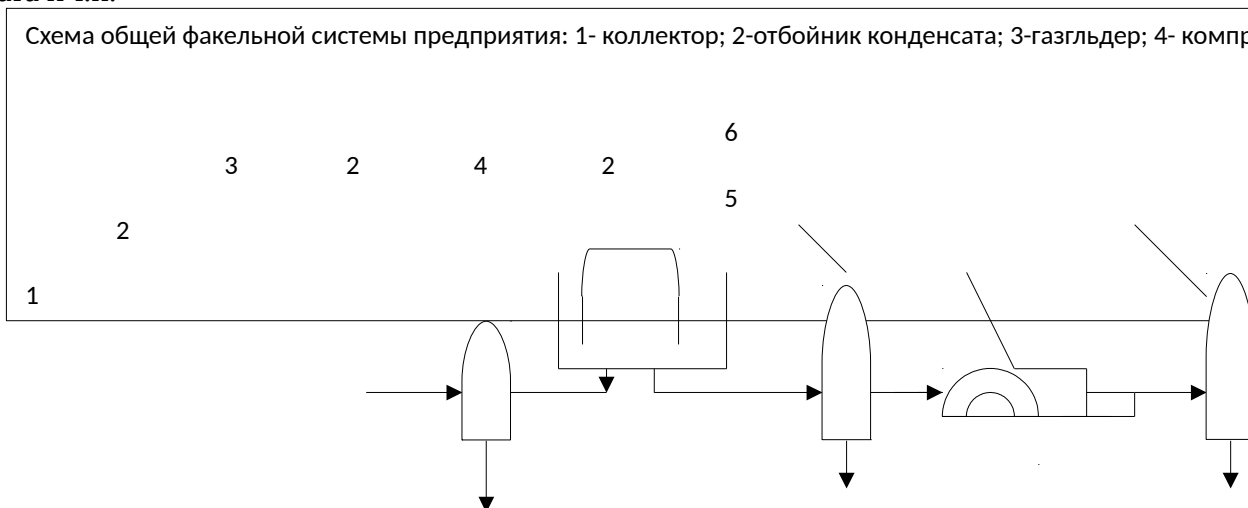 Схема общей факельной системы предприятия: 1- коллектор; 2-отбойник конденсата; 3-газгльдер; 4- компр
6
3 2 4 2
5
2
1